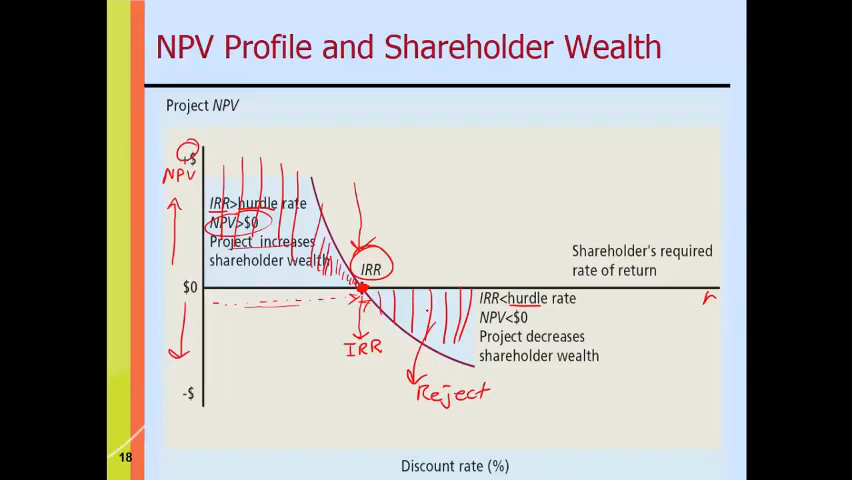 NPV Profile and Shareholder Wealth
Project NPV
+$
NPV
IRR>hurdle rate
NPV>$0
Project increases
shareholder wealth
IRR
Shareholder's required
rate of return
$0
r
IRR<hurdle rate
NPV<$0
Project decreases
shareholder wealth
IRR
Reject
-$
18
Discount rate (%)